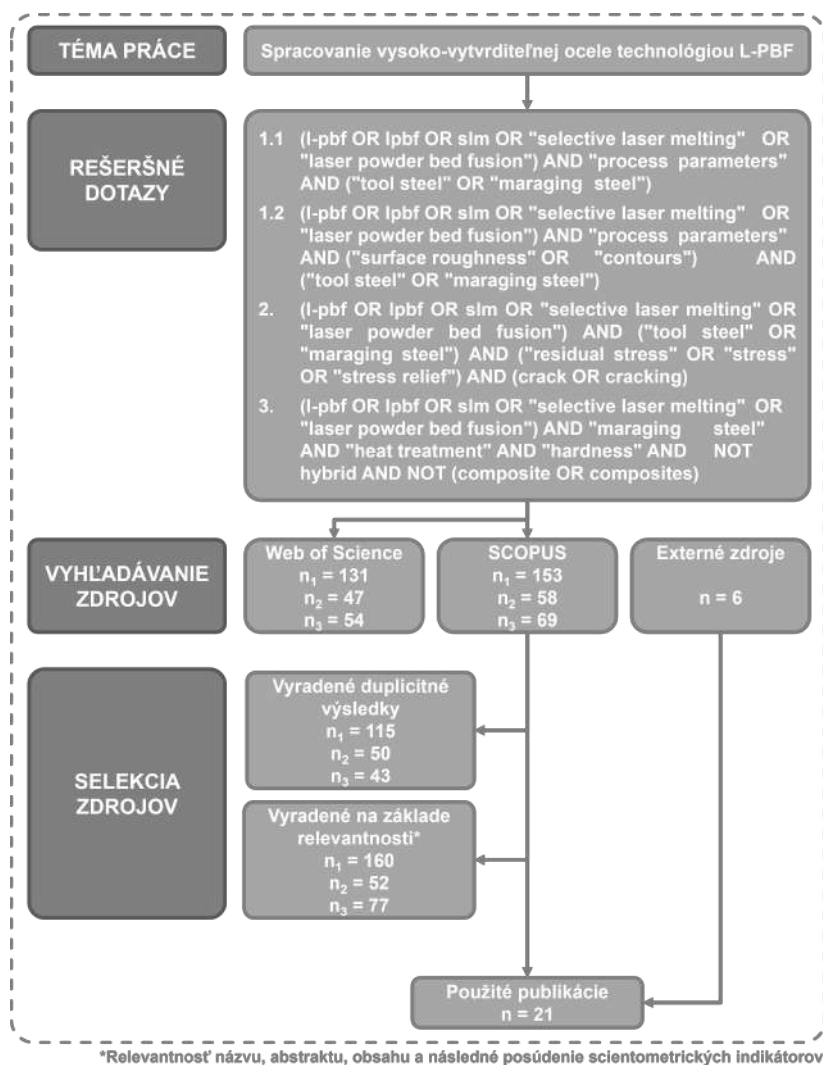 TÉMA PRÁCE
Spracovanie vysoko-vytvrditeľnej ocele technológiou L-PBF
REŠERŠNÉ
DOTAZY
1.1 (l-pbf OR lpbf OR slm OR "selective laser melting" OR
"laser powder bed fusion") AND "process parameters"
AND ("tool steel" OR "maraging steel")
1.2 (l-pbf OR lpbf OR slm OR "selective laser melting" OR
"laser powder bed fusion") AND "process parameters"
AND ("surface roughness" OR "contours") AND
("tool steel" OR "maraging steel")
2. (l-pbf OR lpbf OR slm OR "selective laser melting" OR
"laser powder bed fusion") AND ("tool steel" OR
"maraging steel") AND ("residual stress" OR "stress"
OR "stress relief") AND (crack OR cracking)
3. (l-pbf OR lpbf OR slm OR "selective laser melting" OR
"laser powder bed fusion") AND "maraging steel"
AND "heat treatment" AND "hardness" AND NOT
hybrid AND NOT (composite OR composites)
VYHĽADÁVANIE
ZDROJOV
Web of Science
n₁ = 131
n₂ = 47
n₃ = 54
SCOPUS
n₁ = 153
n₂ = 58
n₃ = 69
Externé zdroje
n = 6
SELEKCIA
ZDROJOV
Vyradené duplicitné
výsledky
n₁ = 115
n₂ = 50
n₃ = 43
Vyradené na základe
relevantnosti*
n₁ = 160
n₂ = 52
n₃ = 77
Použité publikácie
n = 21
*Relevantnosť názvu, abstraktu, obsahu a následné posúdenie scientometrických indikátorov